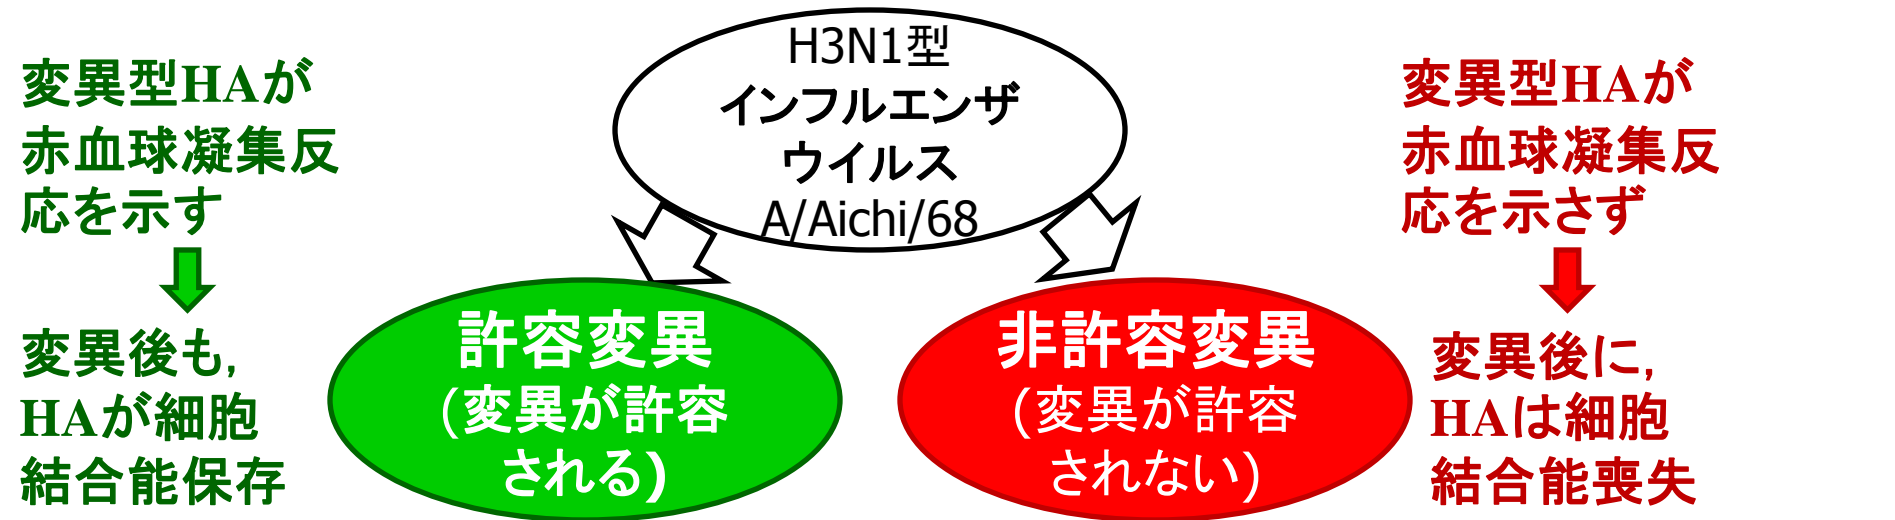 変異型HAが
赤血球凝集反
応を示す
変異後も,
HAが細胞
結合能保存
H3N1型
インフルエンザ
ウイルス
A/Aichi/68
許容変異
(変異が許容
される)
非許容変異
(変異が許容
されない)
変異型HAが
赤血球凝集反
応を示さず
変異後に,
HAは細胞
結合能喪失